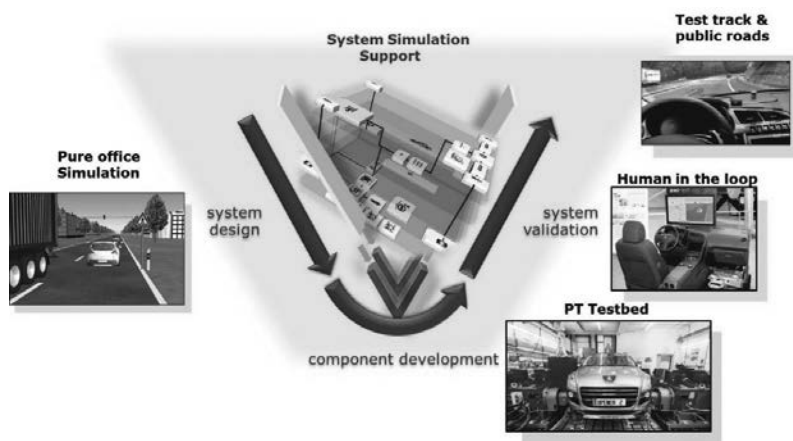 System Simulation
Support
Test track &
public roads
Pure office
Simulation
system
design
Human in the loop
system
validation
PT Testbed
component development